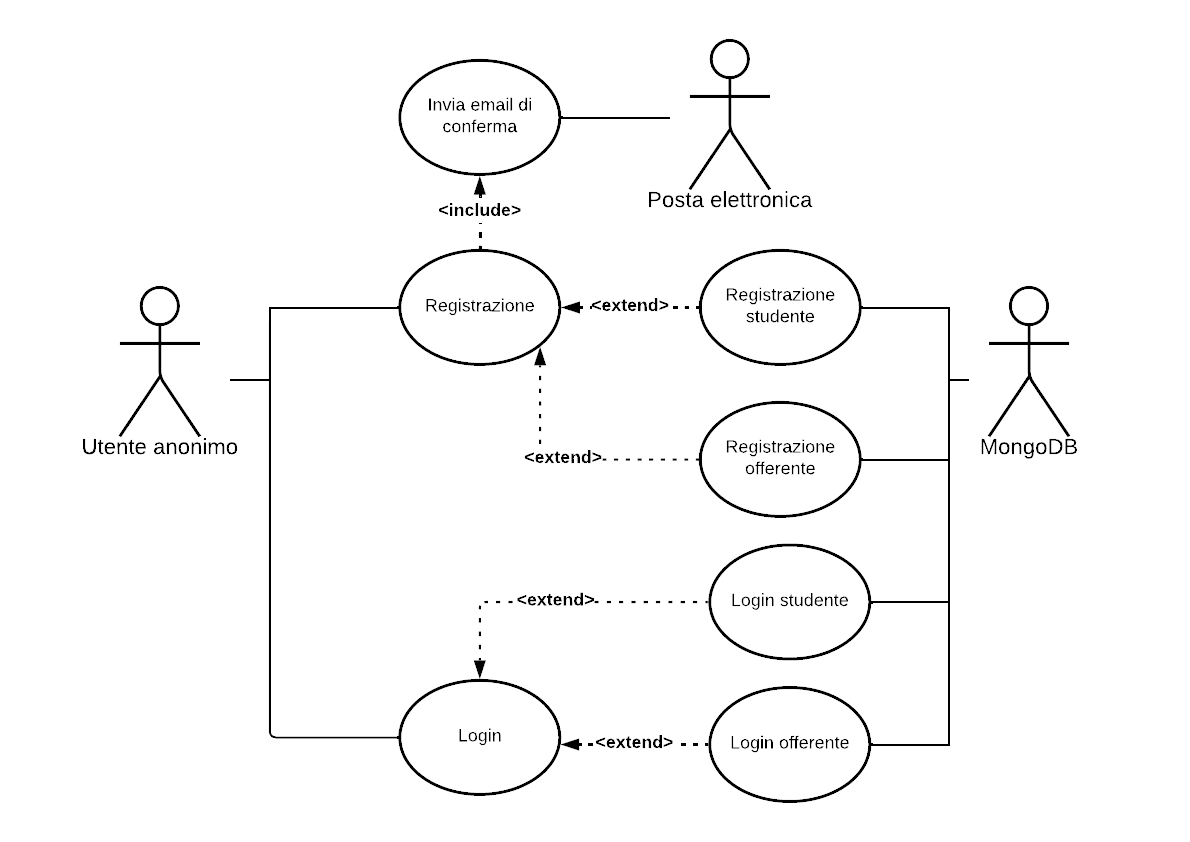 Invia email di
conferma
Posta elettronica
<include>
Registrazione
<extend>
Registrazione
studente
Utente anonimo
MongoDB
<extend>
Registrazione
offerente
<extend>
Login studente
Login
<extend>
Login offerente